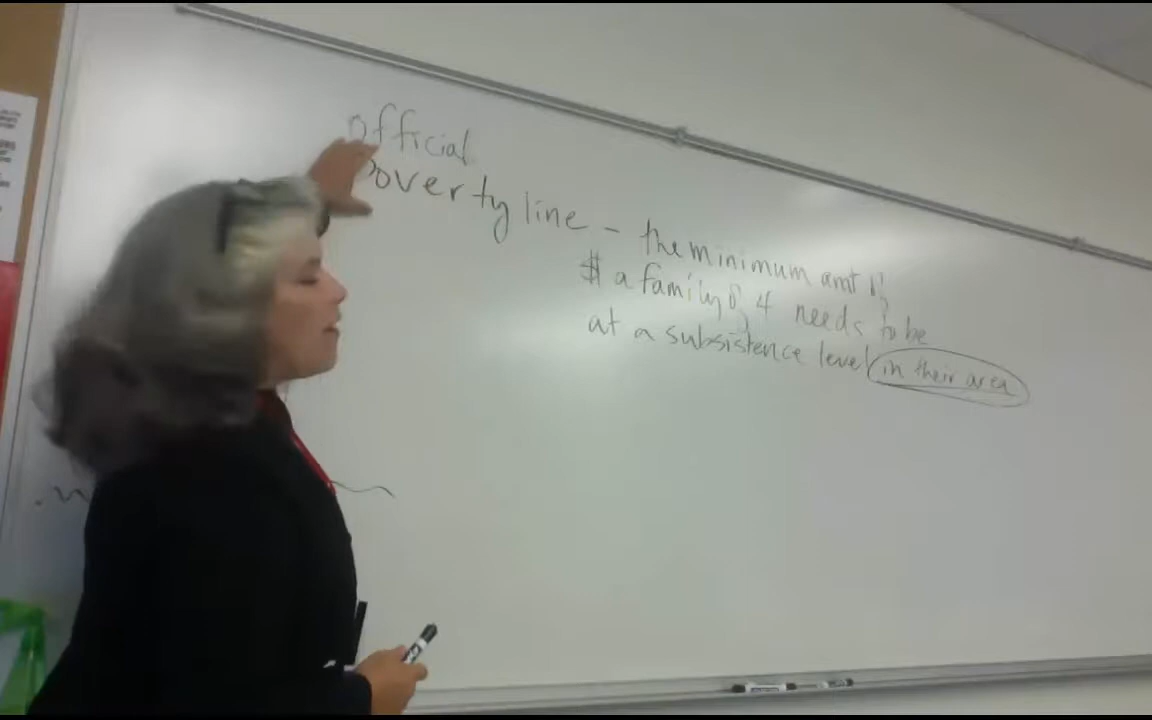 official
poverty line - the minimum amt of
$ a family of 4 needs to be
at a subsistence level in their area